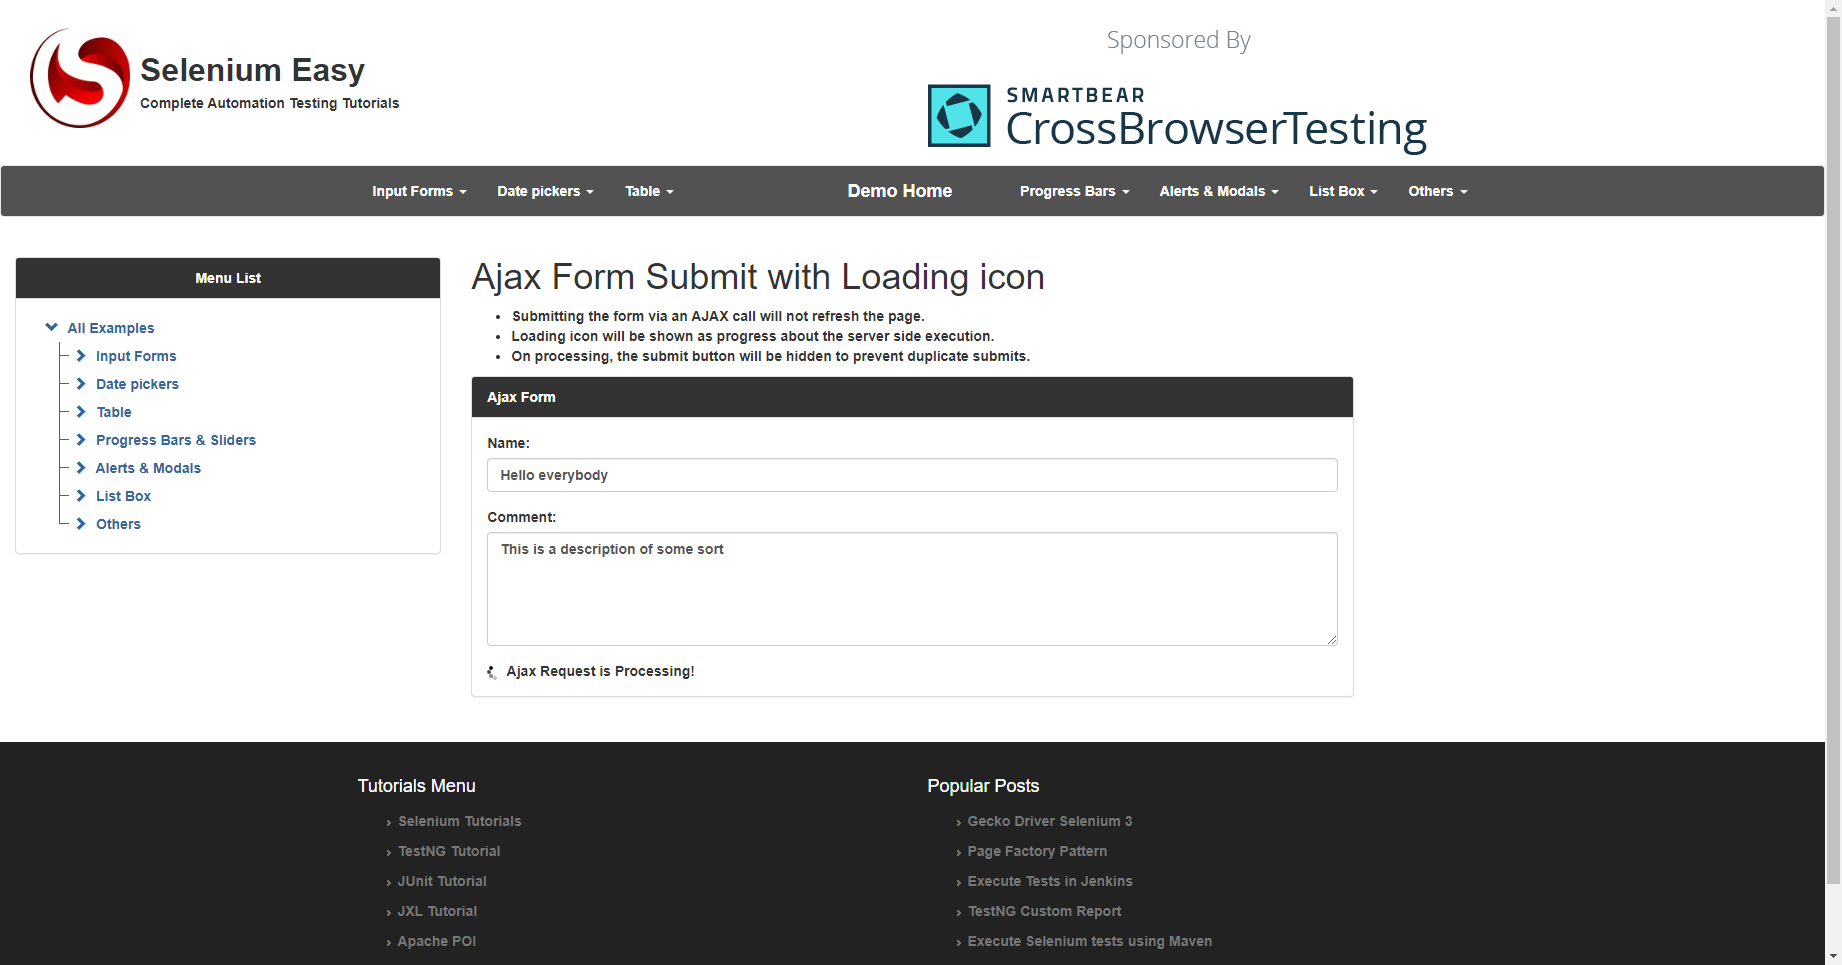 Selenium Easy
Complete Automation Testing Tutorials
Sponsored By
SMARTBEAR
CrossBrowserTesting
Input Forms
Date pickers
Table
Demo Home
Progress Bars
Alerts & Modals
List Box
Others
Menu List
All Examples
Input Forms
Date pickers
Table
Progress Bars & Sliders
Alerts & Modals
List Box
Others
Ajax Form Submit with Loading icon
Submitting the form via an AJAX call will not refresh the page.
Loading icon will be shown as progress about the server side execution.
On processing, the submit button will be hidden to prevent duplicate submits.
Ajax Form
Name:
Hello everybody
Comment:
This is a description of some sort
Ajax Request is Processing!
Tutorials Menu
Selenium Tutorials
TestNG Tutorial
JUnit Tutorial
JXL Tutorial
Apache POI
Popular Posts
Gecko Driver Selenium 3
Page Factory Pattern
Execute Tests in Jenkins
TestNG Custom Report
Execute Selenium tests using Maven